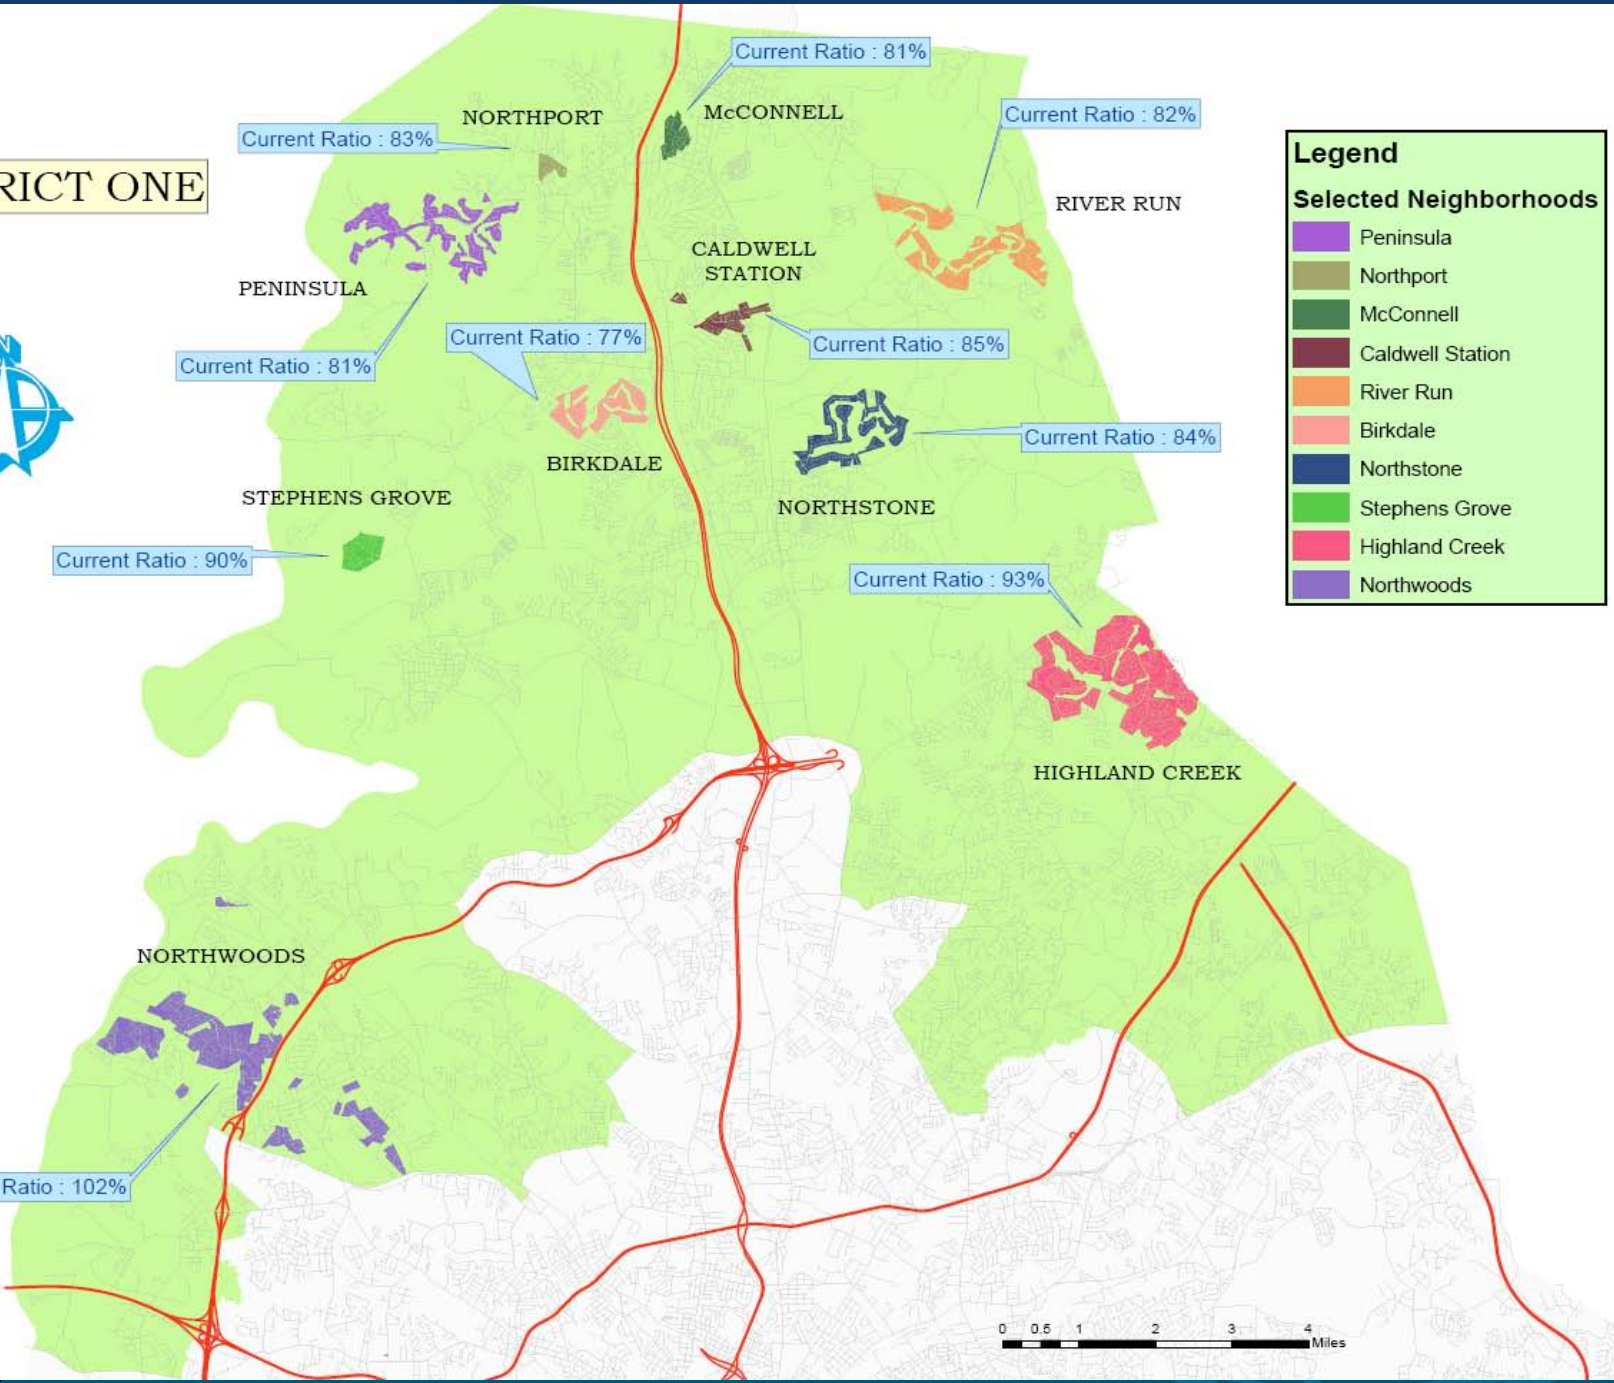 Current Ratio : 81%
McCONNELL
NORTHPORT
Current Ratio : 83%
Current Ratio : 82%
RICT ONE
RIVER RUN
CALDWELL
STATION
PENINSULA
Current Ratio : 77%
Current Ratio : 85%
Current Ratio : 81%
N
Current Ratio : 84%
BIRKDALE
STEPHENS GROVE
NORTHSTONE
Current Ratio : 90%
Current Ratio : 93%
HIGHLAND CREEK
NORTHWOODS
Ratio : 102%
Legend
Selected Neighborhoods
Peninsula
Northport
McConnell
Caldwell Station
River Run
Birkdale
Northstone
Stephens Grove
Highland Creek
Northwoods
0 0.5 1 2 3 4
Miles